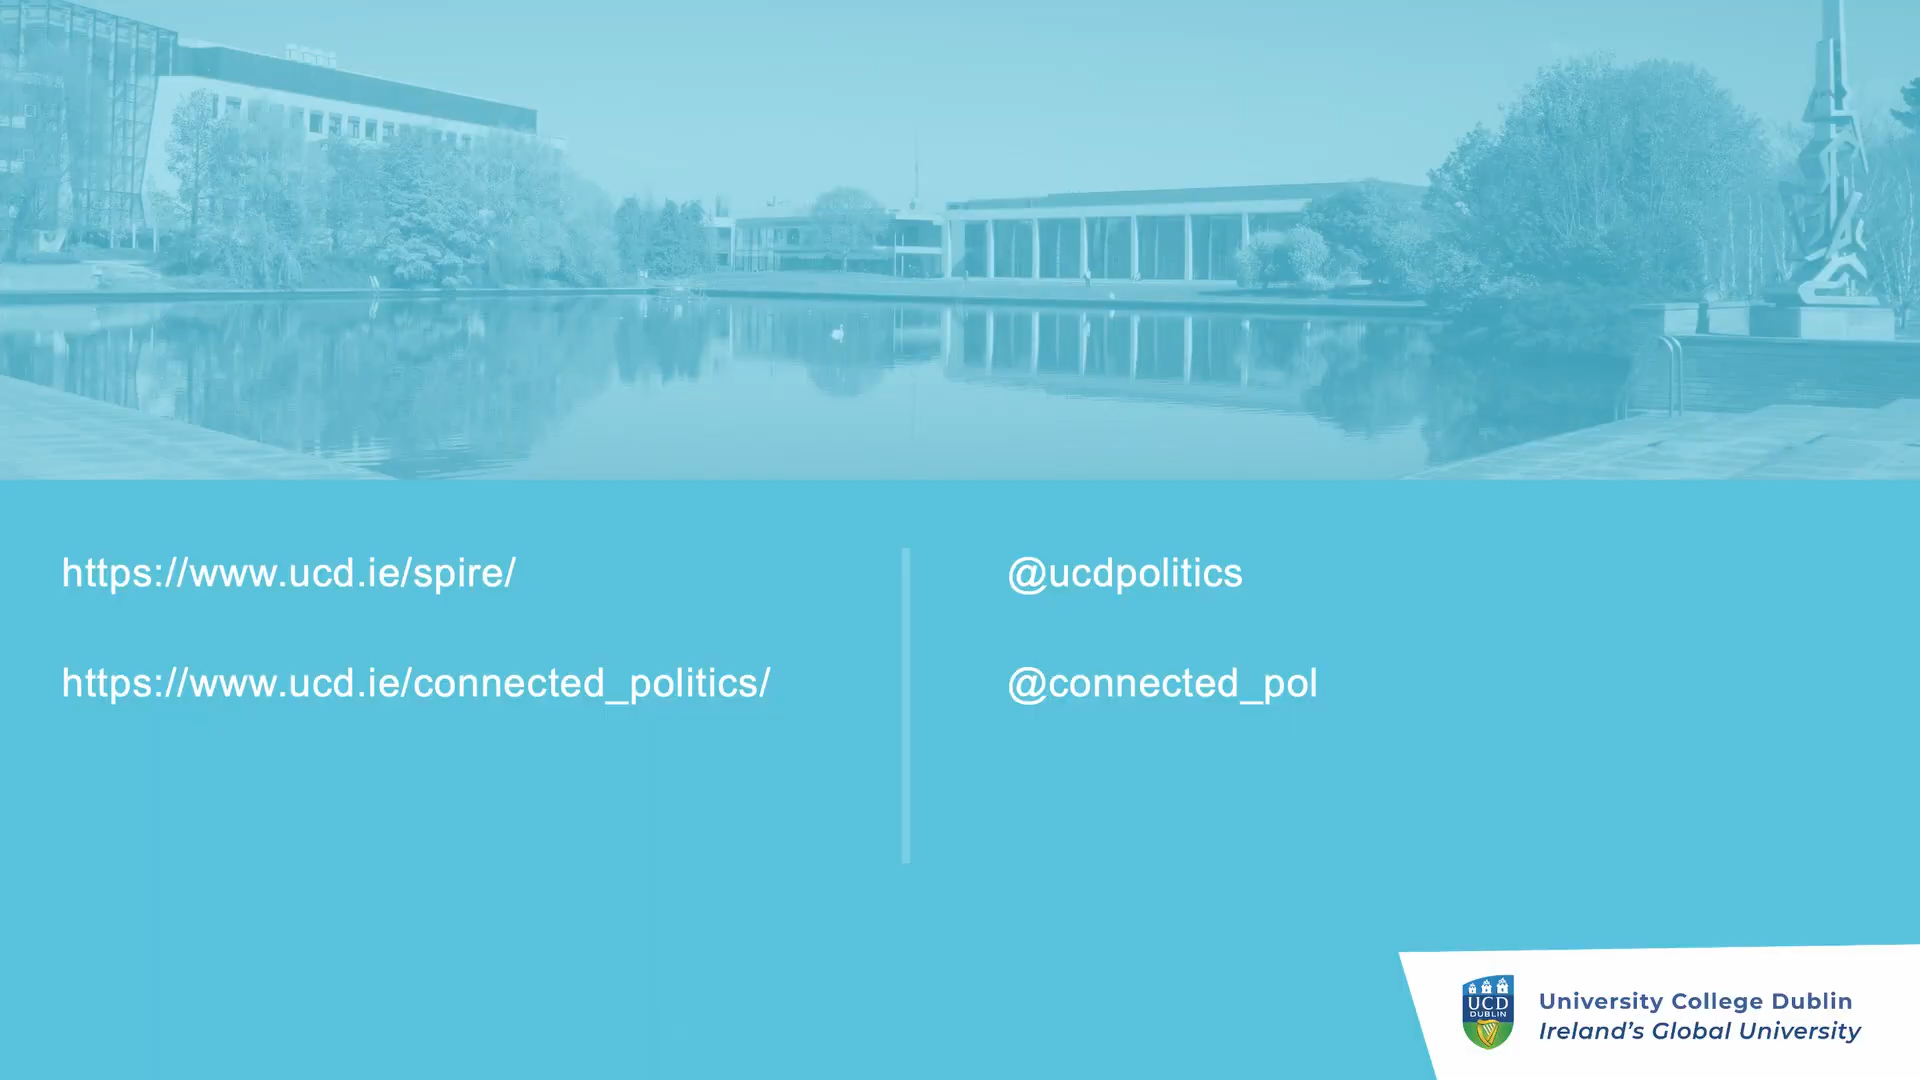 https://www.ucd.ie/spire/
https://www.ucd.ie/connected_politics/
@ucdpolitics
@connected_pol
UCD
DUBLIN
University College Dublin
Ireland's Global University